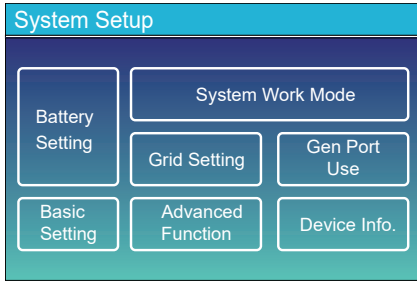 System Setup
Battery
Setting
System Work Mode
Grid Setting
Gen Port
Use
Basic
Setting
Advanced
Function
Device Info.